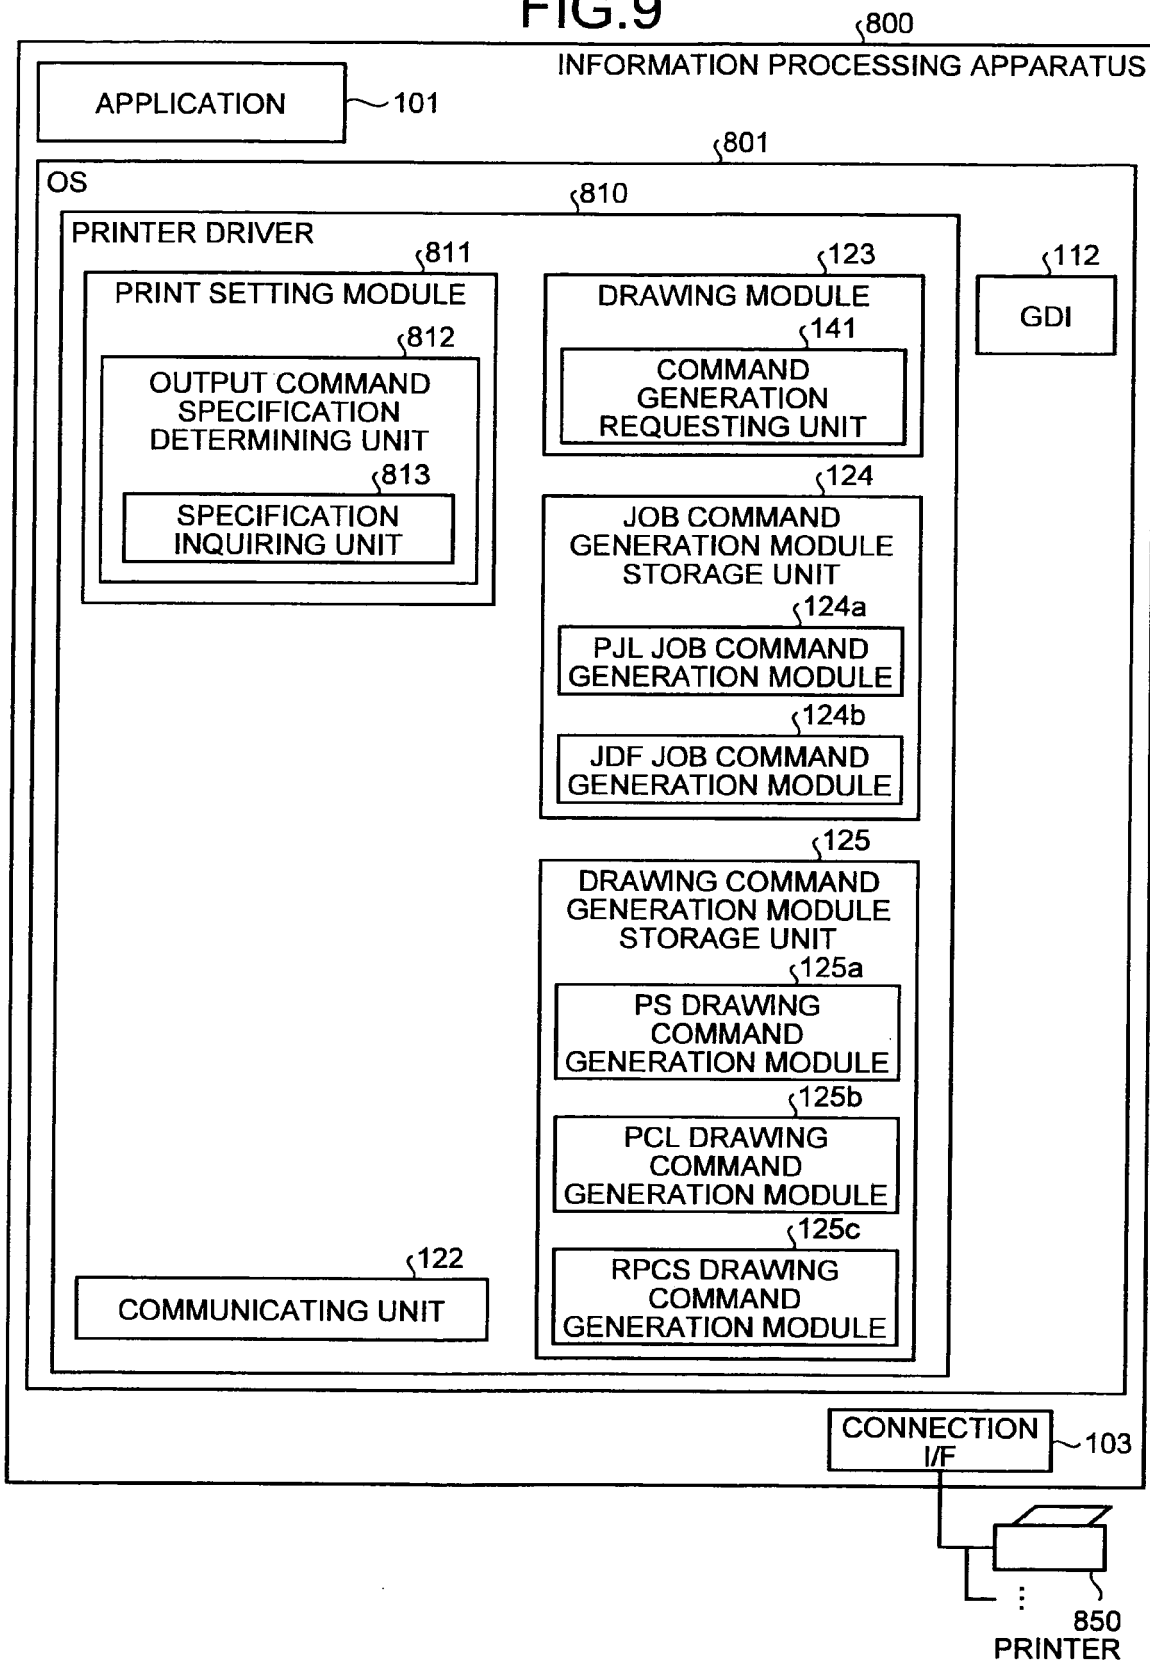 FIG.9
800
INFORMATION PROCESSING APPARATUS
APPLICATION
101
801
OS
810
PRINTER DRIVER
811
PRINT SETTING MODULE
812
OUTPUT COMMAND
SPECIFICATION
DETERMINING UNIT
813
SPECIFICATION
INQUIRING UNIT
123
DRAWING MODULE
141
COMMAND
GENERATION
REQUESTING UNIT
112
GDI
124
JOB COMMAND
GENERATION MODULE
STORAGE UNIT
124a
PJL JOB COMMAND
GENERATION MODULE
124b
JDF JOB COMMAND
GENERATION MODULE
125
DRAWING COMMAND
GENERATION MODULE
STORAGE UNIT
125a
PS DRAWING
COMMAND
GENERATION MODULE
125b
PCL DRAWING
COMMAND
GENERATION MODULE
125c
RPCS DRAWING
COMMAND
GENERATION MODULE
122
COMMUNICATING UNIT
CONNECTION
I/F
103
850
PRINTER